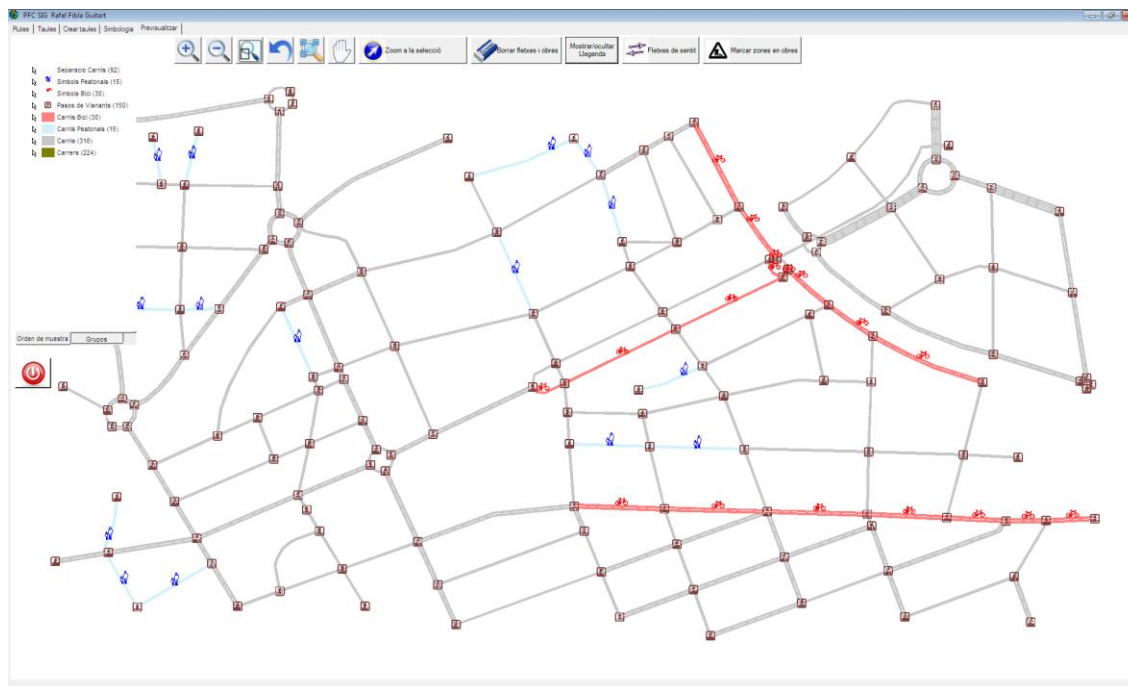 PFC SIG Rafel Fibla Guitart
Rutes Taules Crear taules Simbologia Previsualitzar
Zoom a la selecció
Borrar fletxes i obres
Mostrar/ocultar
Llegenda
Fletxes de sentit
Marcar zones en obres
Separacio Carrils (92)
Simbols Peatonals (15)
Simbols Bici (30)
Pasos de Vianants (150)
Carrils Bici (30)
Carrils Peatonals (15)
Carrils (316)
Carrers (224)
Orden de muestra Grupos